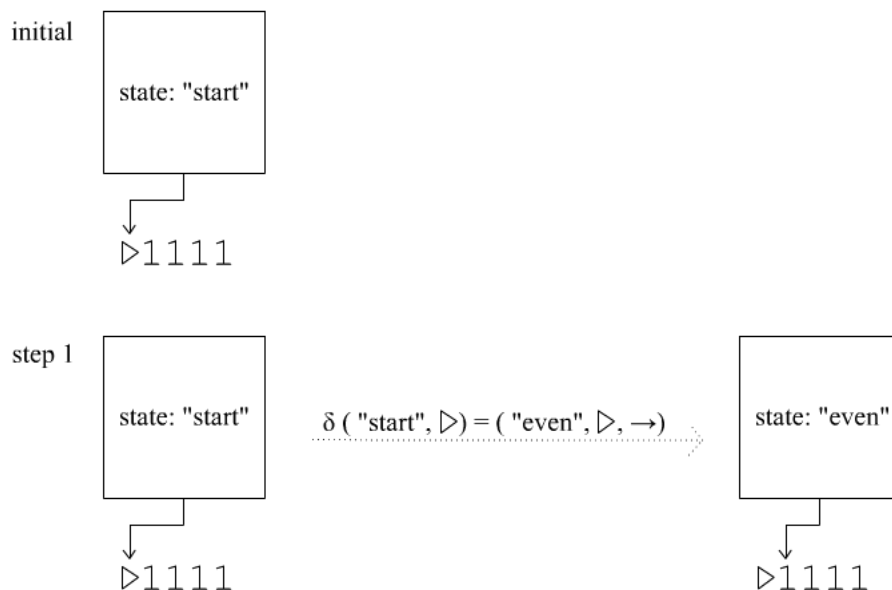 initial
state: "start"
▷1111
step 1
state: "start"
δ ( "start", ▷) = ( "even", ▷, →)
state: "even"
▷1111
▷1111